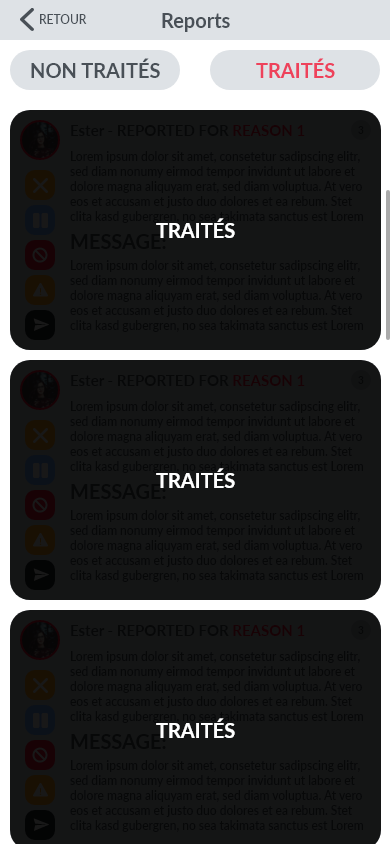 RETOUR
Reports
NON TRAITÉS
TRAITÉS
Ester - REPORTED FOR REASON 1
3
Lorem ipsum dolor sit amet, consetetur sadipscing elitr,
sed diam nonumy eirmod tempor invidunt ut labore et
dolore magna aliquyam erat, sed diam voluptua. At vero
eos et accusam et justo duo dolores et ea rebum. Stet
clita kasd gubergren, no sea takimata sanctus est Lorem
TRAITÉS
MESSAGE:
Lorem ipsum dolor sit amet, consetetur sadipscing elitr,
sed diam nonumy eirmod tempor invidunt ut labore et
dolore magna aliquyam erat, sed diam voluptua. At vero
eos et accusam et justo duo dolores et ea rebum. Stet
clita kasd gubergren, no sea takimata sanctus est Lorem
Ester - REPORTED FOR REASON 1
3
Lorem ipsum dolor sit amet, consetetur sadipscing elitr,
sed diam nonumy eirmod tempor invidunt ut labore et
dolore magna aliquyam erat, sed diam voluptua. At vero
eos et accusam et justo duo dolores et ea rebum. Stet
clita kasd gubergren, no sea takimata sanctus est Lorem
TRAITÉS
MESSAGE:
Lorem ipsum dolor sit amet, consetetur sadipscing elitr,
sed diam nonumy eirmod tempor invidunt ut labore et
dolore magna aliquyam erat, sed diam voluptua. At vero
eos et accusam et justo duo dolores et ea rebum. Stet
clita kasd gubergren, no sea takimata sanctus est Lorem
Ester - REPORTED FOR REASON 1
3
Lorem ipsum dolor sit amet, consetetur sadipscing elitr,
sed diam nonumy eirmod tempor invidunt ut labore et
dolore magna aliquyam erat, sed diam voluptua. At vero
eos et accusam et justo duo dolores et ea rebum. Stet
clita kasd gubergren, no sea takimata sanctus est Lorem
TRAITÉS
MESSAGE:
Lorem ipsum dolor sit amet, consetetur sadipscing elitr,
sed diam nonumy eirmod tempor invidunt ut labore et
dolore magna aliquyam erat, sed diam voluptua. At vero
eos et accusam et justo duo dolores et ea rebum. Stet
clita kasd gubergren, no sea takimata sanctus est Lorem